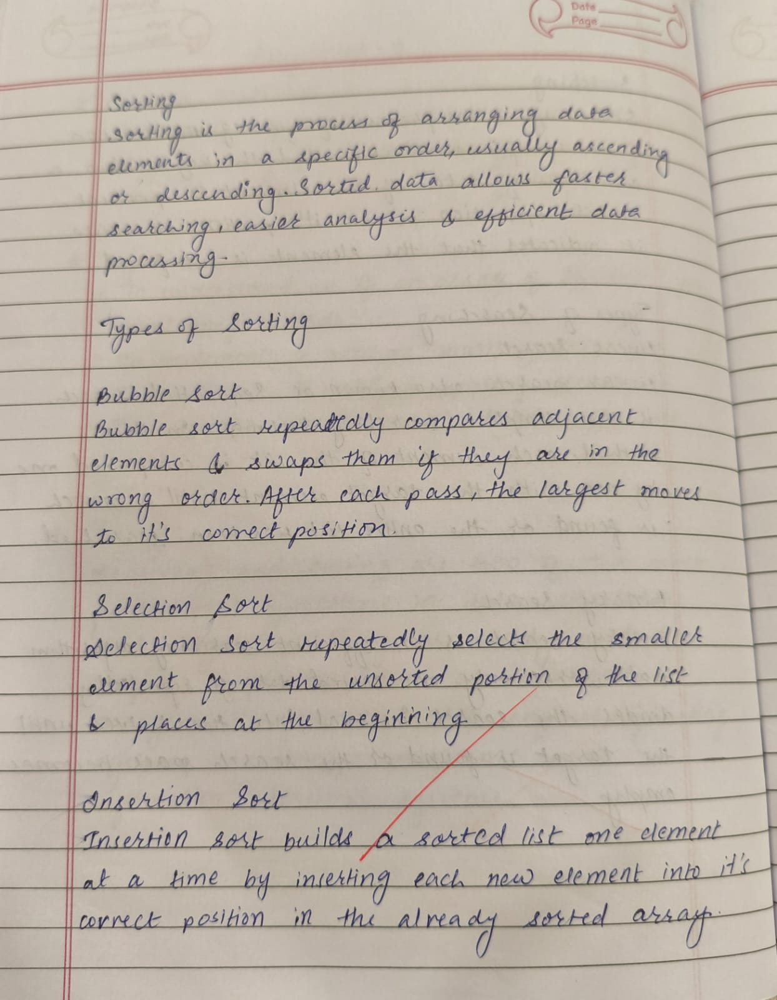 Date
Page
Sorting
Sorting is the process of arranging data
elements in a specific order, usually ascending
or descending. Sorted data allows faster
searching, easier analysis & efficient data
processing.
Types of Sorting
Bubble sort
Bubble sort repeatedly compares adjacent
elements & swaps them if they are in the
wrong order. After each pass, the largest moves
to it's correct position.
Selection Sort
Selection Sort repeatedly selects the smaller
element from the unsorted portion of the list
& places at the beginning
Insertion Sort
Insertion sort builds a sorted list one element
at a time by inserting each new element into it's
correct position in the already sorted array.